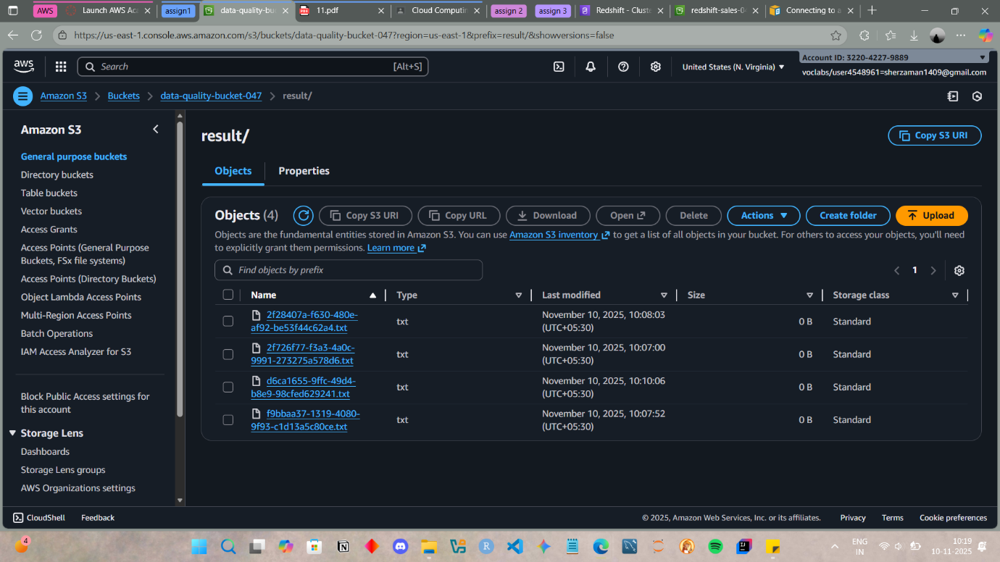 AWS
Launch AWS Aca
assign1
data-quality-buc
11.pdf
Cloud Computin
assign 2
assign 3
Redshift - Cluste
redshift-sales-0
Connecting to a
https://us-east-1.console.aws.amazon.com/s3/buckets/data-quality-bucket-047?region=us-east-1&prefix=result/&showversions=false
aws
Search
[Alt+S]
United States (N. Virginia)
Account ID: 3220-4227-9889
voclabs/user4548961=sherzaman1409@gmail.com
Amazon S3
Buckets
data-quality-bucket-047
result/
Amazon S3
General purpose buckets
Directory buckets
Table buckets
Vector buckets
Access Grants
Access Points (General Purpose
Buckets, FSx file systems)
Access Points (Directory Buckets)
Object Lambda Access Points
Multi-Region Access Points
Batch Operations
IAM Access Analyzer for S3
Block Public Access settings for
this account
Storage Lens
Dashboards
Storage Lens groups
AWS Organizations settings
result/
Copy S3 URI
Objects
Properties
Objects (4)
Copy S3 URI
Copy URL
Download
Open
Delete
Actions
Create folder
Upload
Objects are the fundamental entities stored in Amazon S3. You can use Amazon S3 inventory to get a list of all objects in your bucket. For others to access your objects, you'll need
to explicitly grant them permissions. Learn more
Find objects by prefix
1
Name
Type
Last modified
Size
Storage class
2f28407a-f630-480e-
af92-be53f44c62a4.txt
txt
November 10, 2025, 10:08:03
(UTC+05:30)
0 B
Standard
2f726f77-f3a3-4a0c-
9991-273275a578d6.txt
txt
November 10, 2025, 10:07:00
(UTC+05:30)
0 B
Standard
d6ca1655-9ffc-49d4-
b8e9-98cfed629241.txt
txt
November 10, 2025, 10:10:06
(UTC+05:30)
0 B
Standard
f9bbaa37-1319-4080-
9f93-c1d13a5c80ce.txt
txt
November 10, 2025, 10:07:52
(UTC+05:30)
0 B
Standard
CloudShell
Feedback
© 2025, Amazon Web Services, Inc. or its affiliates.
Privacy
Terms
Cookie preferences
4
ENG
IN
10:19
10-11-2025